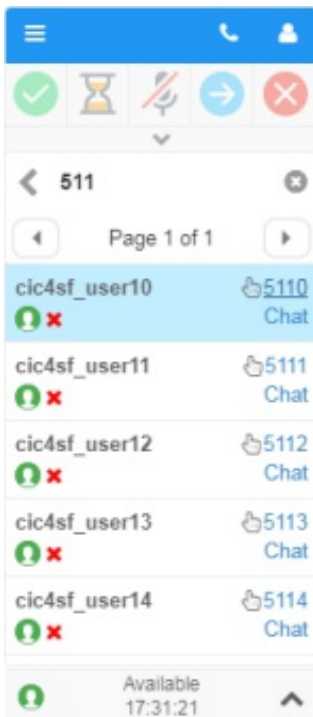 511
Page 1 of 1
cic4sf_user10 5110
Chat
cic4sf_user11 5111
Chat
cic4sf_user12 5112
Chat
cic4sf_user13 5113
Chat
cic4sf_user14 5114
Chat
Available
17:31:21